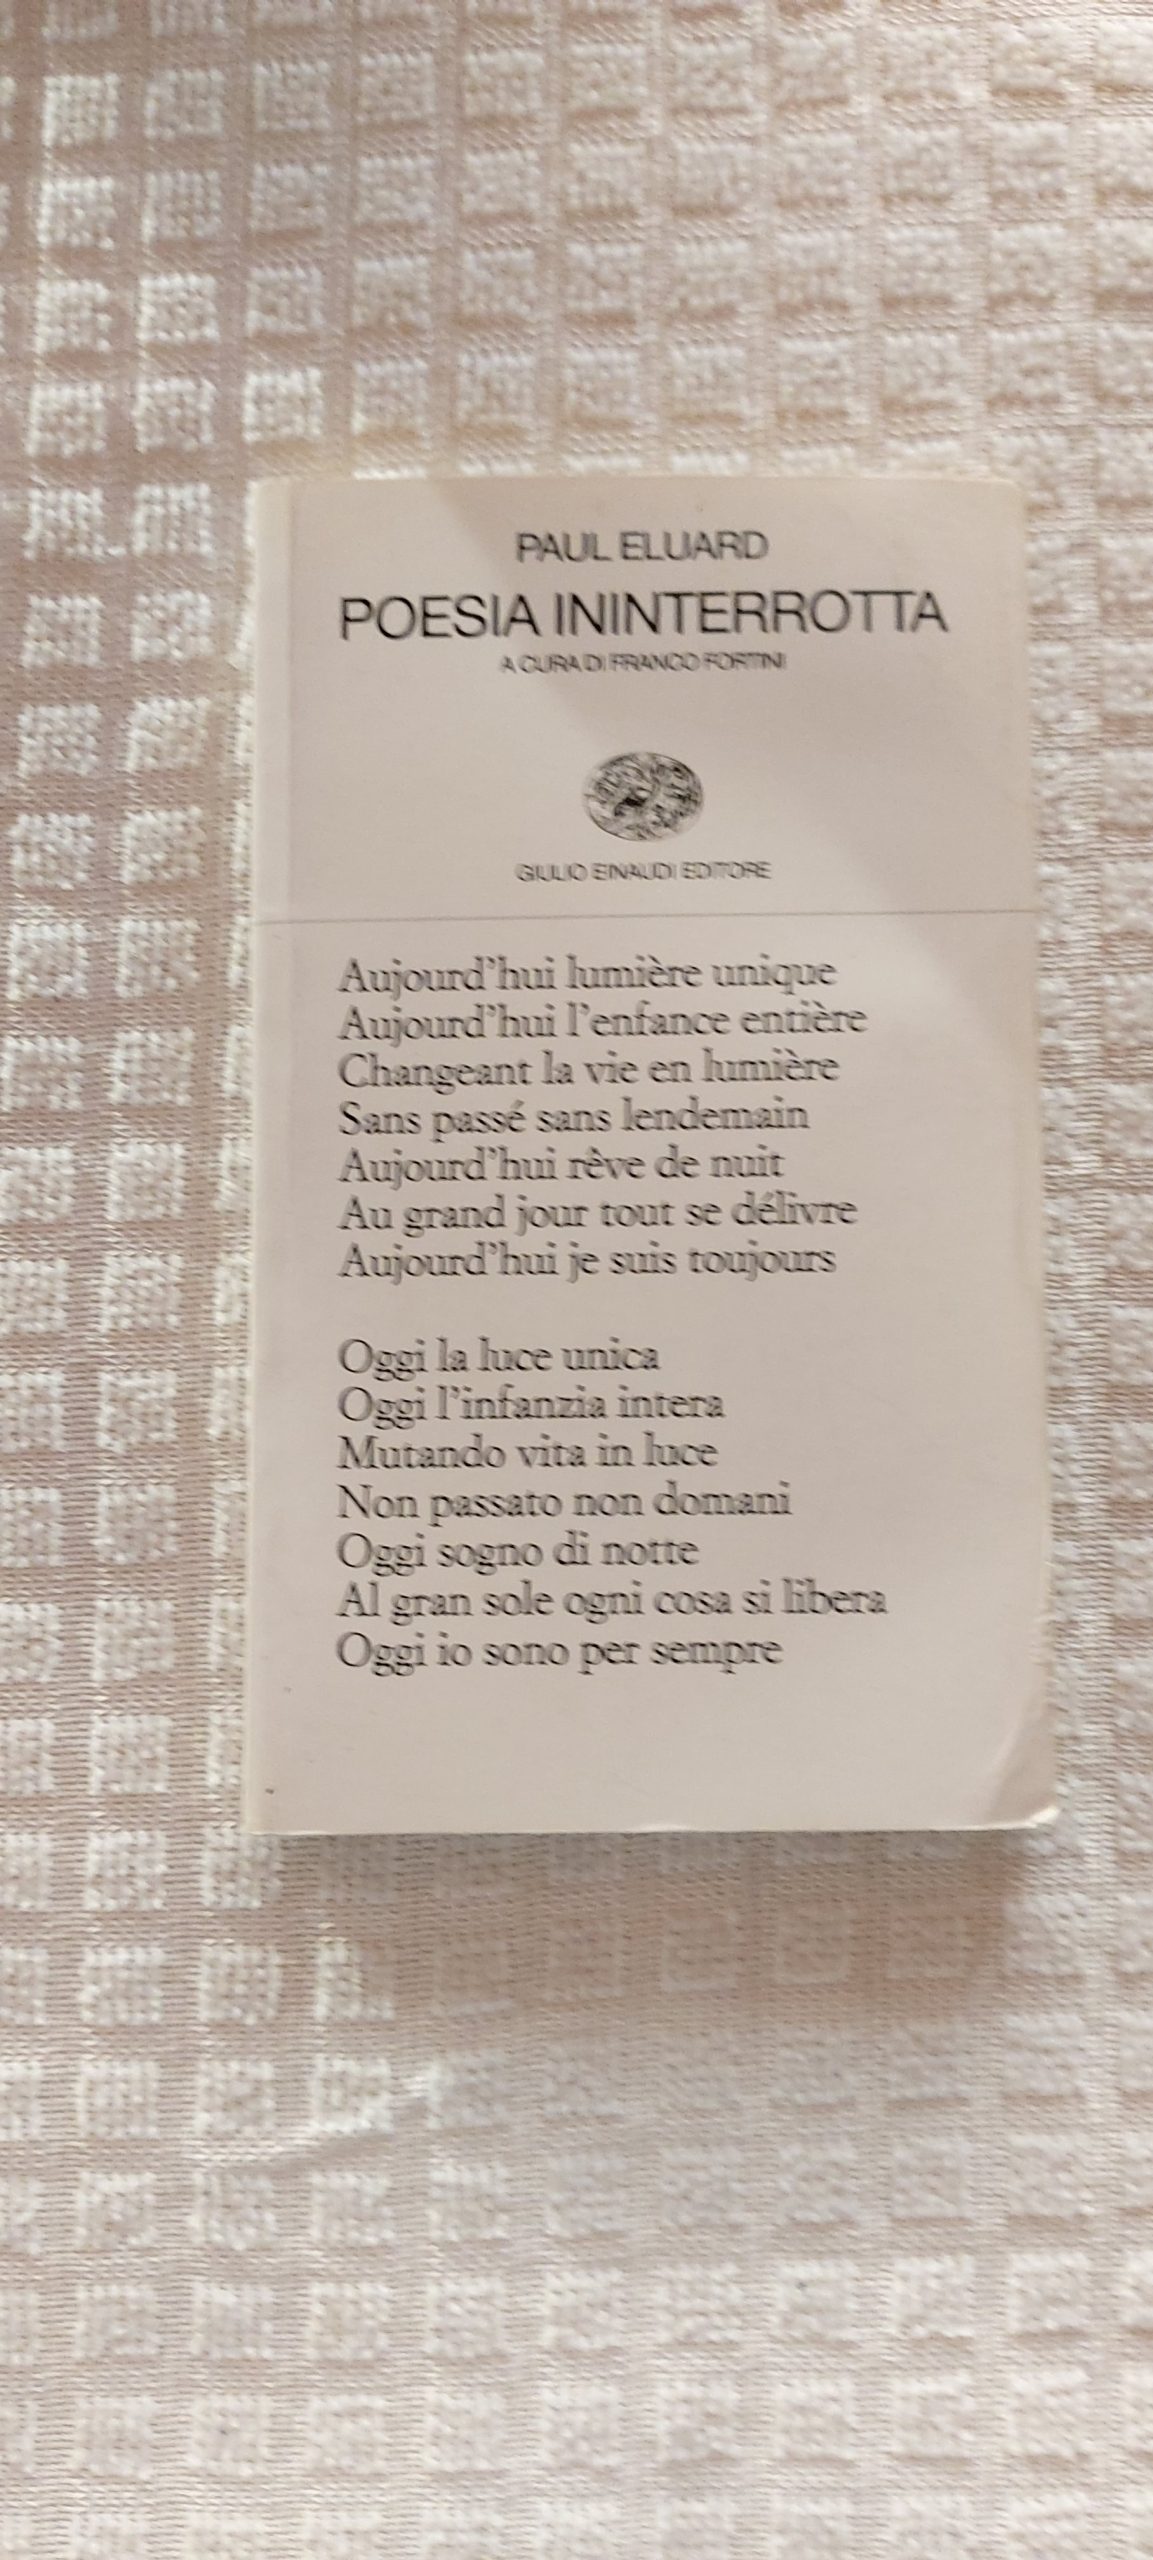 PAUL ELUARD
POESIA ININTERROTTA
A CURA DI FRANCO FORTINI
GIULIO EINAUDI EDITORE
Aujourd'hui lumière unique
Aujourd'hui l'enfance entière
Changeant la vie en lumière
Sans passé sans lendemain
Aujourd'hui rêve de nuit
Au grand jour tout se délivre
Aujourd'hui je suis toujours
Oggi la luce unica
Oggi l'infanzia intera
Mutando vita in luce
Non passato non domani
Oggi sogno di notte
Al gran sole ogni cosa si libera
Oggi io sono per sempre